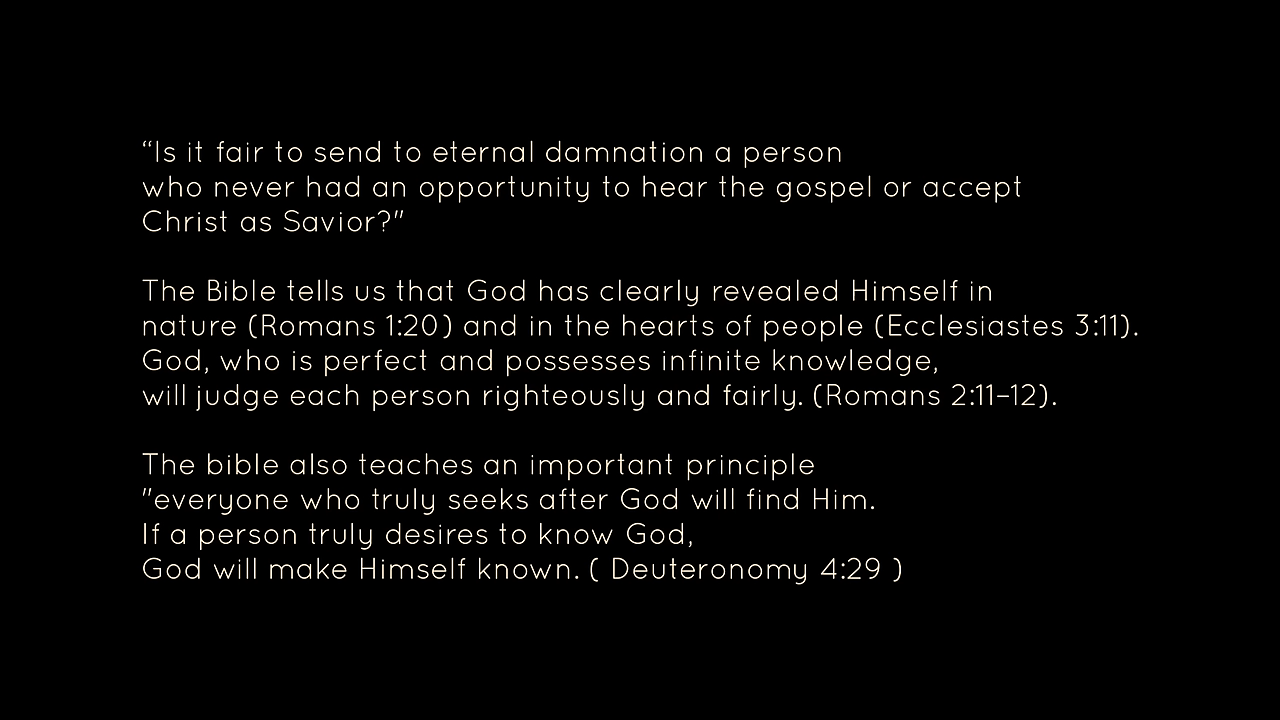 “Is it fair to send to eternal damnation a person
who never had an opportunity to hear the gospel or accept
Christ as Savior?"
The Bible tells us that God has clearly revealed Himself in
nature (Romans 1:20) and in the hearts of people (Ecclesiastes 3:11).
God, who is perfect and possesses infinite knowledge,
will judge each person righteously and fairly. (Romans 2:11–12).
The bible also teaches an important principle
"everyone who truly seeks after God will find Him.
If a person truly desires to know God,
God will make Himself known. ( Deuteronomy 4:29 )